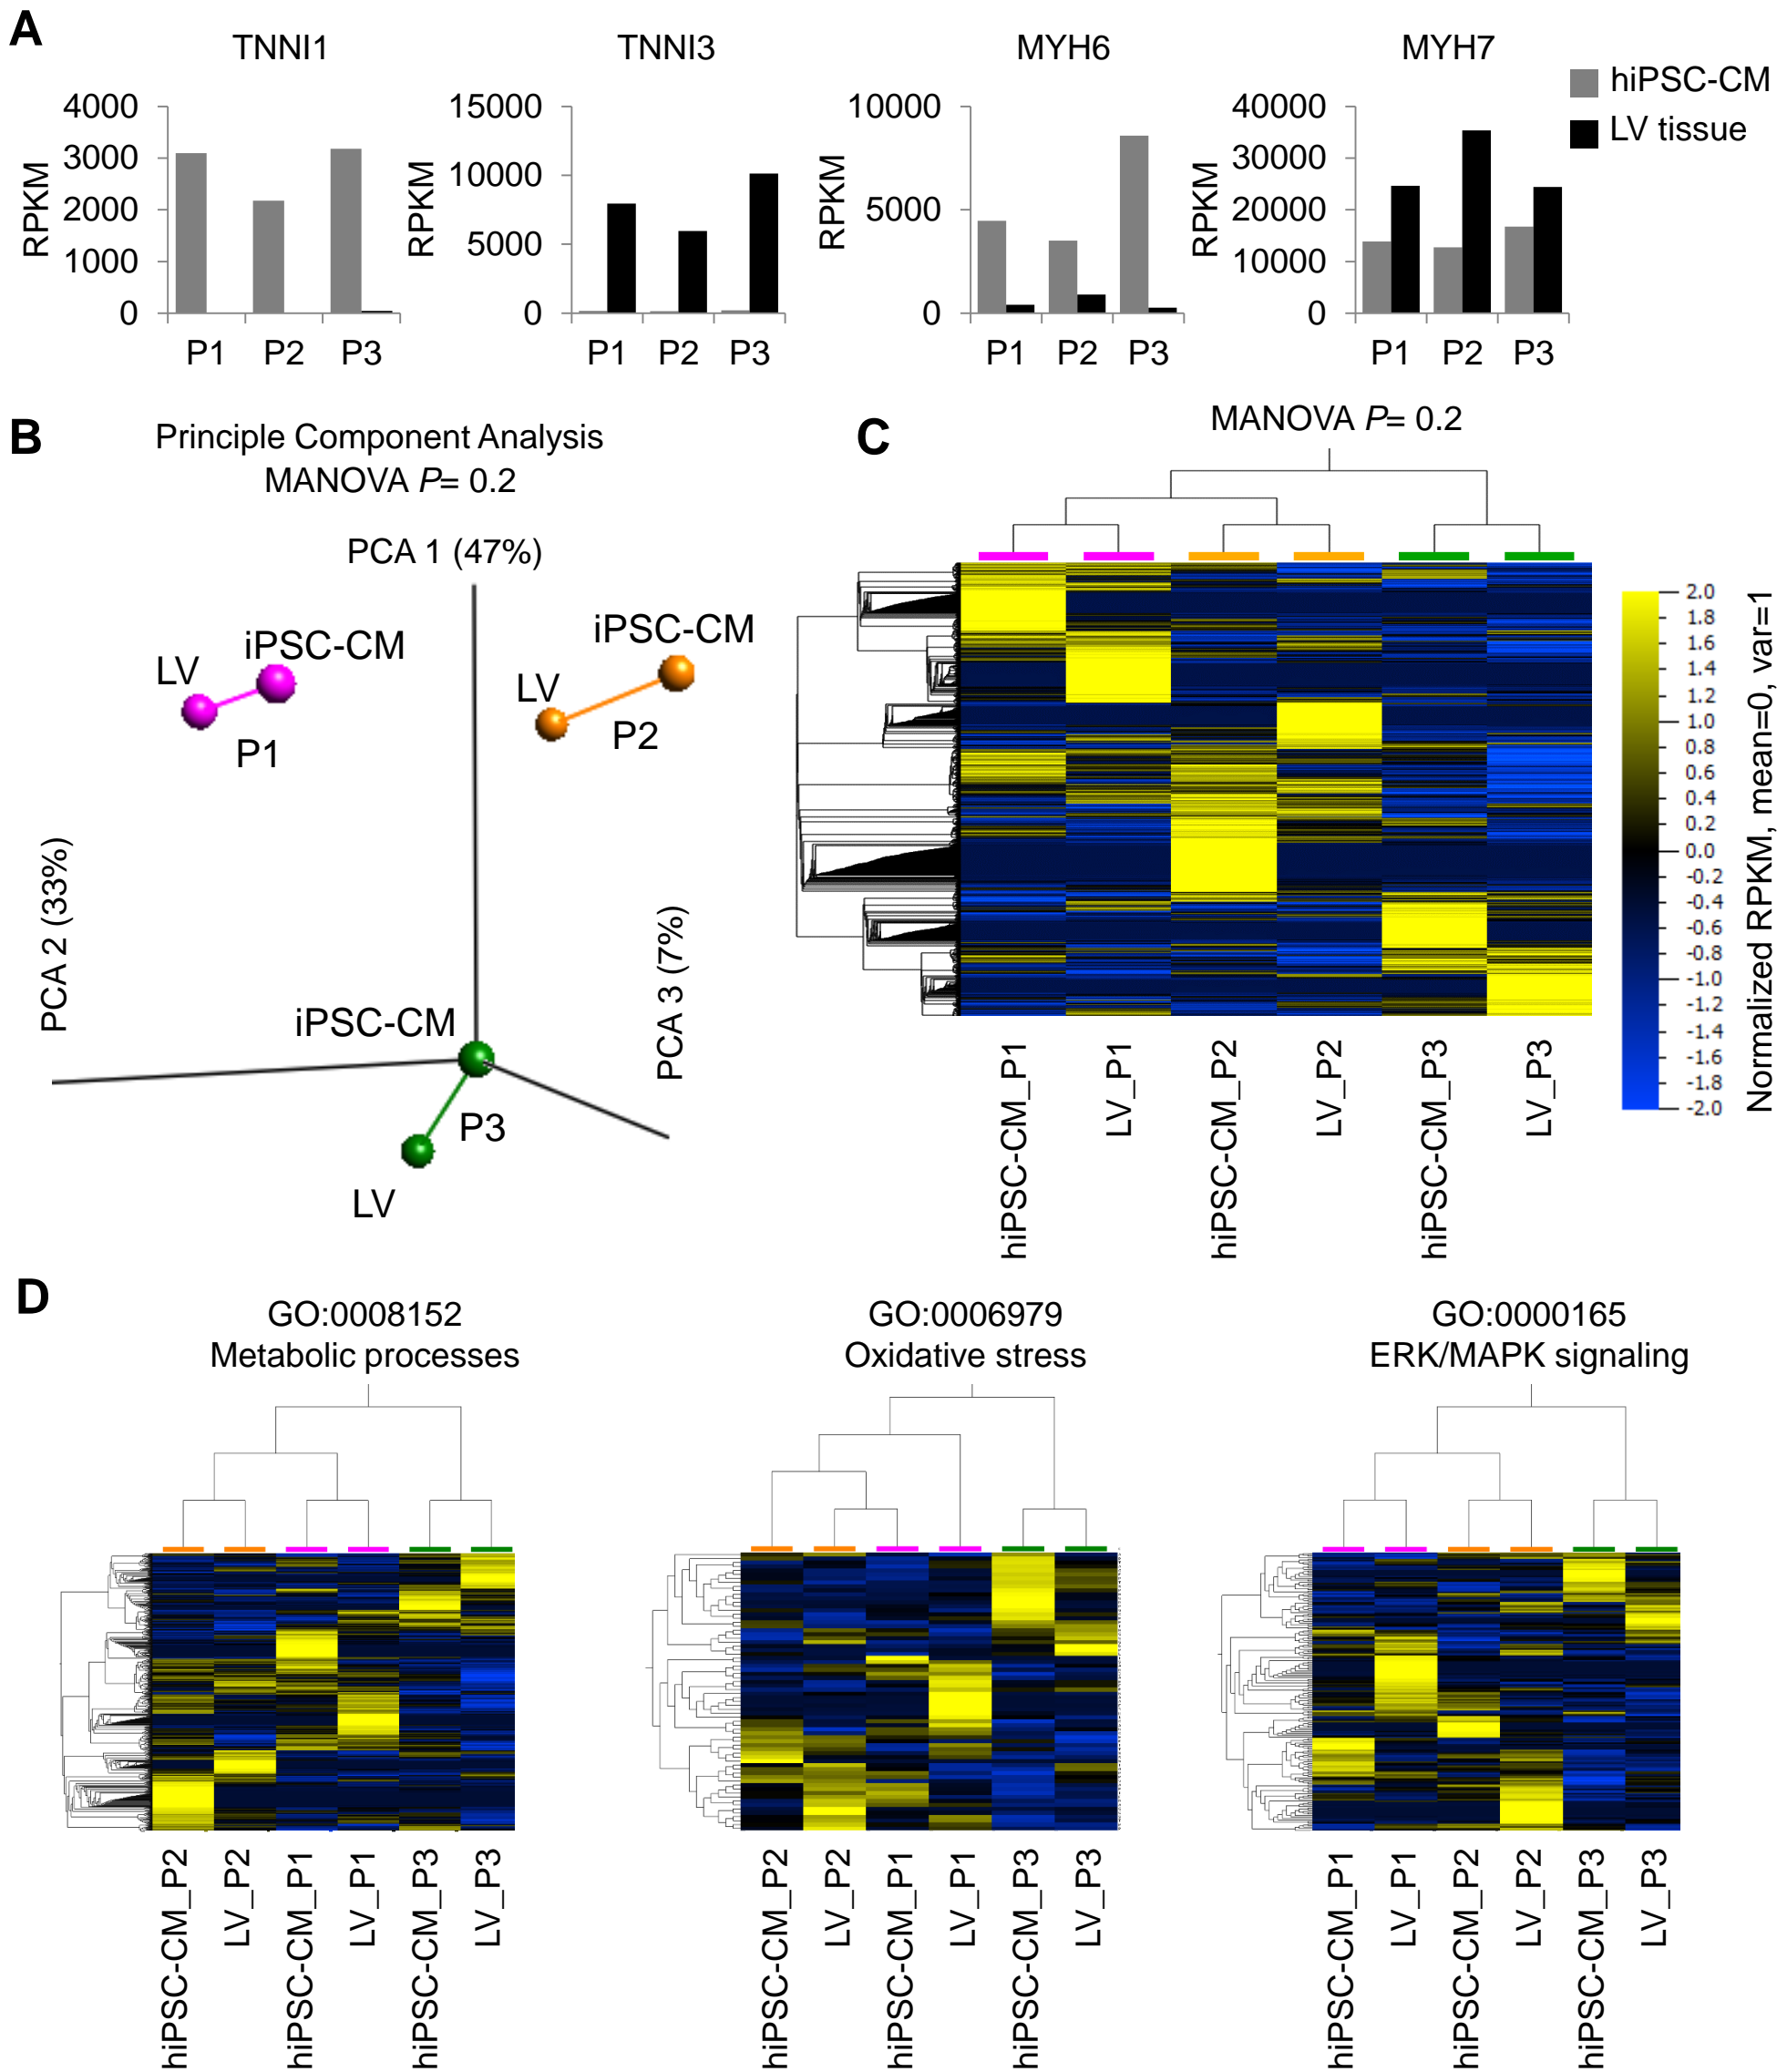 A
TNNI1
TNNI3
MYH6
MYH7
hiPSC-CM
LV tissue
RPKM
4000
3000
2000
1000
0
P1
P2
P3
RPKM
15000
10000
5000
0
P1
P2
P3
RPKM
10000
5000
0
P1
P2
P3
RPKM
40000
30000
20000
10000
0
P1
P2
P3
B
Principle Component Analysis
MANOVA P= 0.2
PCA 1 (47%)
PCA 2 (33%)
PCA 3 (7%)
LV
iPSC-CM
P1
LV
iPSC-CM
P2
iPSC-CM
P3
LV
C
MANOVA P= 0.2
hiPSC-CM_P1
LV_P1
hiPSC-CM_P2
LV_P2
hiPSC-CM_P3
LV_P3
2.0
1.8
1.6
1.4
1.2
1.0
0.8
0.6
0.4
0.2
0.0
-0.2
-0.4
-0.6
-0.8
-1.0
-1.2
-1.4
-1.6
-1.8
-2.0
Normalized RPKM, mean=0, var=1
D
GO:0008152
Metabolic processes
hiPSC-CM_P2
LV_P2
hiPSC-CM_P1
LV_P1
hiPSC-CM_P3
LV_P3
GO:0006979
Oxidative stress
hiPSC-CM_P2
LV_P2
hiPSC-CM_P1
LV_P1
hiPSC-CM_P3
LV_P3
GO:0000165
ERK/MAPK signaling
hiPSC-CM_P1
LV_P1
hiPSC-CM_P2
LV_P2
hiPSC-CM_P3
LV_P3